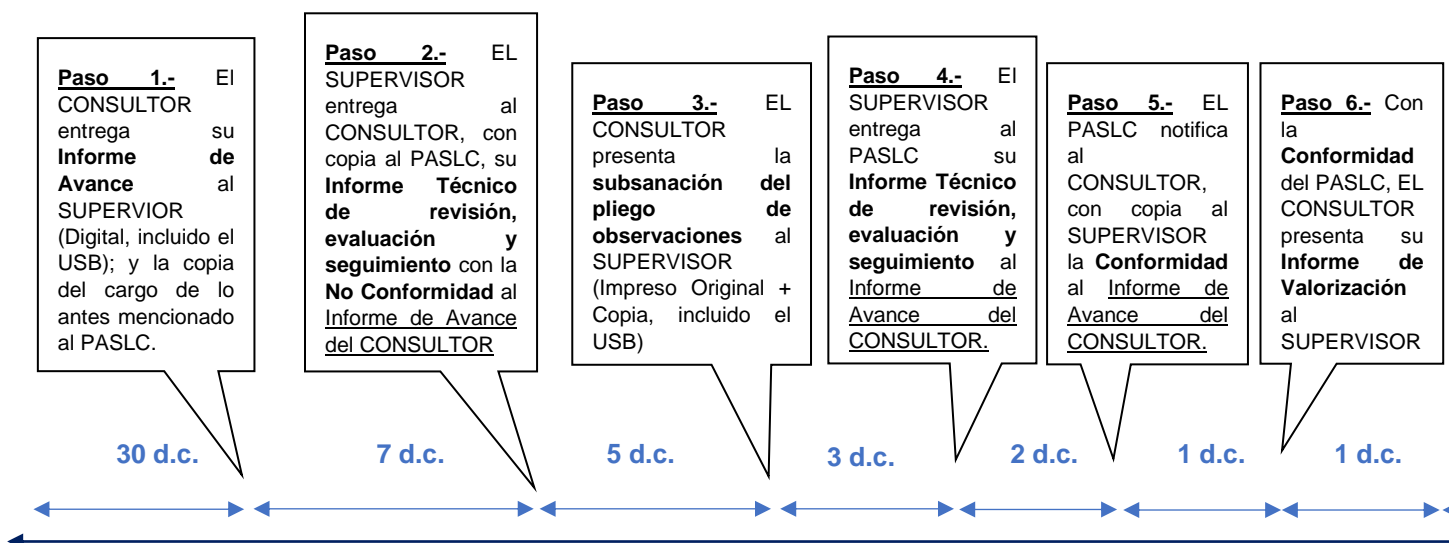 Paso 1.- El
CONSULTOR
entrega su
Informe de
Avance al
SUPERVIOR
(Digital, incluido el
USB); y la copia
del cargo de lo
antes mencionado
al PASLC.
Paso 2.- EL
SUPERVISOR
entrega al
CONSULTOR, con
copia al PASLC, su
Informe Técnico
de revisión,
evaluación y
seguimiento con la
No Conformidad al
Informe de Avance
del CONSULTOR
Paso 3.- EL
CONSULTOR
presenta la
subsanación del
pliego de
observaciones al
SUPERVISOR
(Impreso Original +
Copia, incluido el
USB)
Paso 4.- El
SUPERVISOR
entrega al
PASLC su
Informe Técnico
de revisión,
evaluación y
seguimiento al
Informe de
Avance del
CONSULTOR.
Paso 5.- EL
PASLC notifica
al
CONSULTOR,
con copia al
SUPERVISOR
la Conformidad
al Informe de
Avance del
CONSULTOR.
Paso 6.- Con
la
Conformidad
del PASLC, EL
CONSULTOR
presenta su
Informe de
Valorización
al
SUPERVISOR
30 d.c.
7 d.c.
5 d.c.
3 d.c.
2 d.c.
1 d.c.
1 d.c.